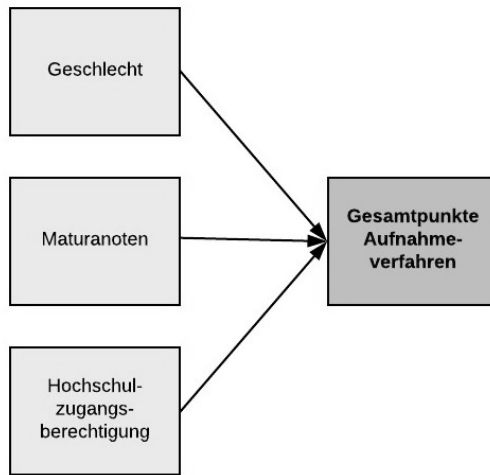 Geschlecht
Maturanoten
Hochschul-
zugangs-
berechtigung
Gesamtpunkte
Aufnahme-
verfahren